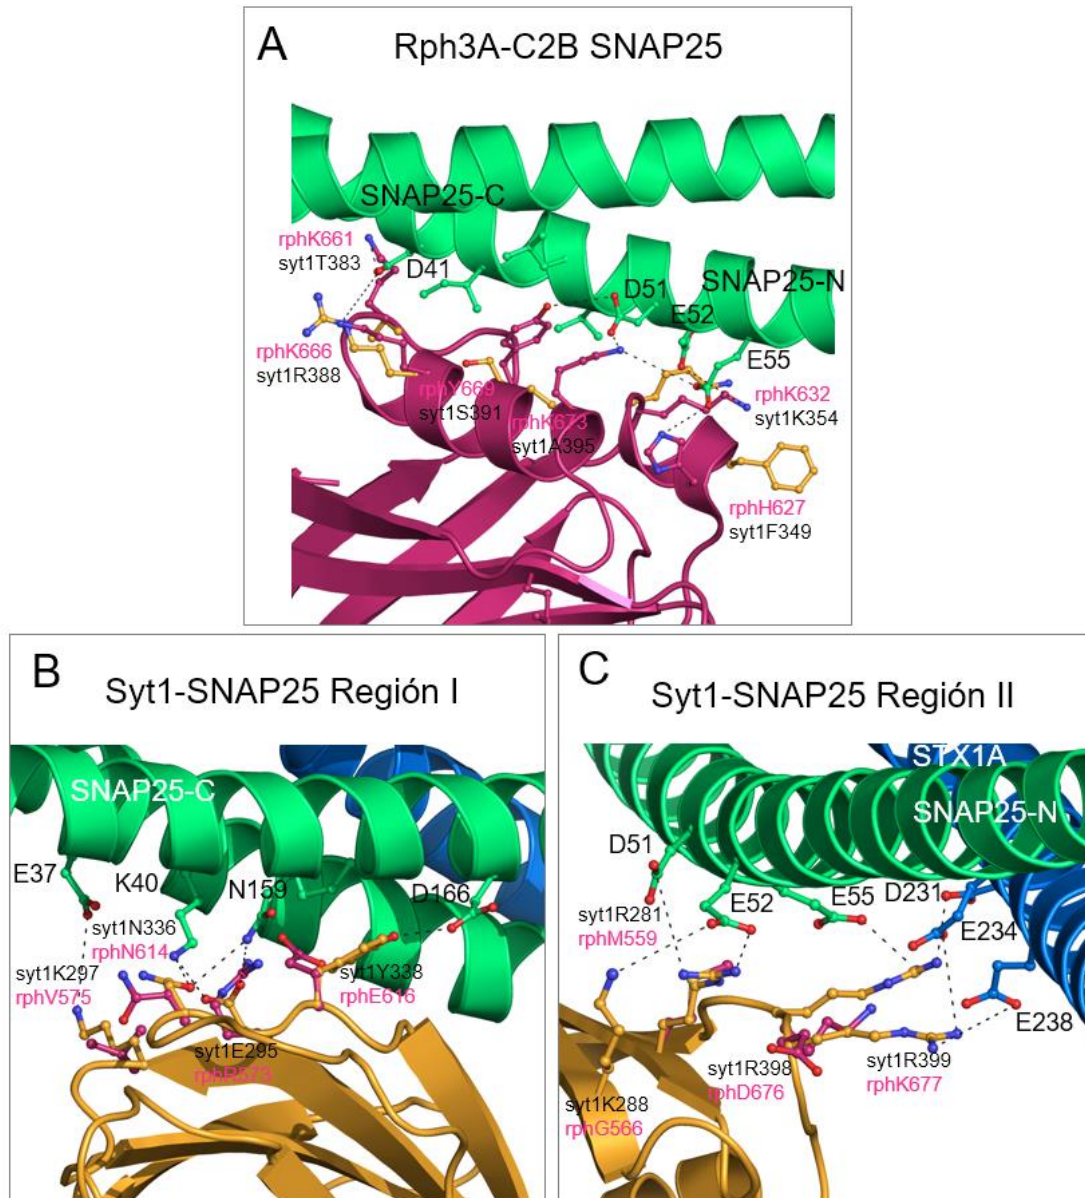 A
Rph3A-C2B SNAP25
SNAP25-C
rphK661
syt1T383
D41
SNAP25-N
D51
E52
E55
rphK666
syt1R388
rphY669
syt1S391
rphK673
syt1A395
rphK632
syt1K354
rphH627
syt1F349
B
Syt1-SNAP25 Región I
SNAP25-C
E37
K40
N159
D166
syt1N336
rphN614
syt1K297
rphV575
syt1Y338
rphE616
syt1E295
rphR573
C
Syt1-SNAP25 Región II
STX1A
SNAP25-N
D51
E52
E55
D231
E234
syt1R281
rphM559
E238
syt1R398
rphD676
syt1R399
rphK677
syt1K288
rphG566